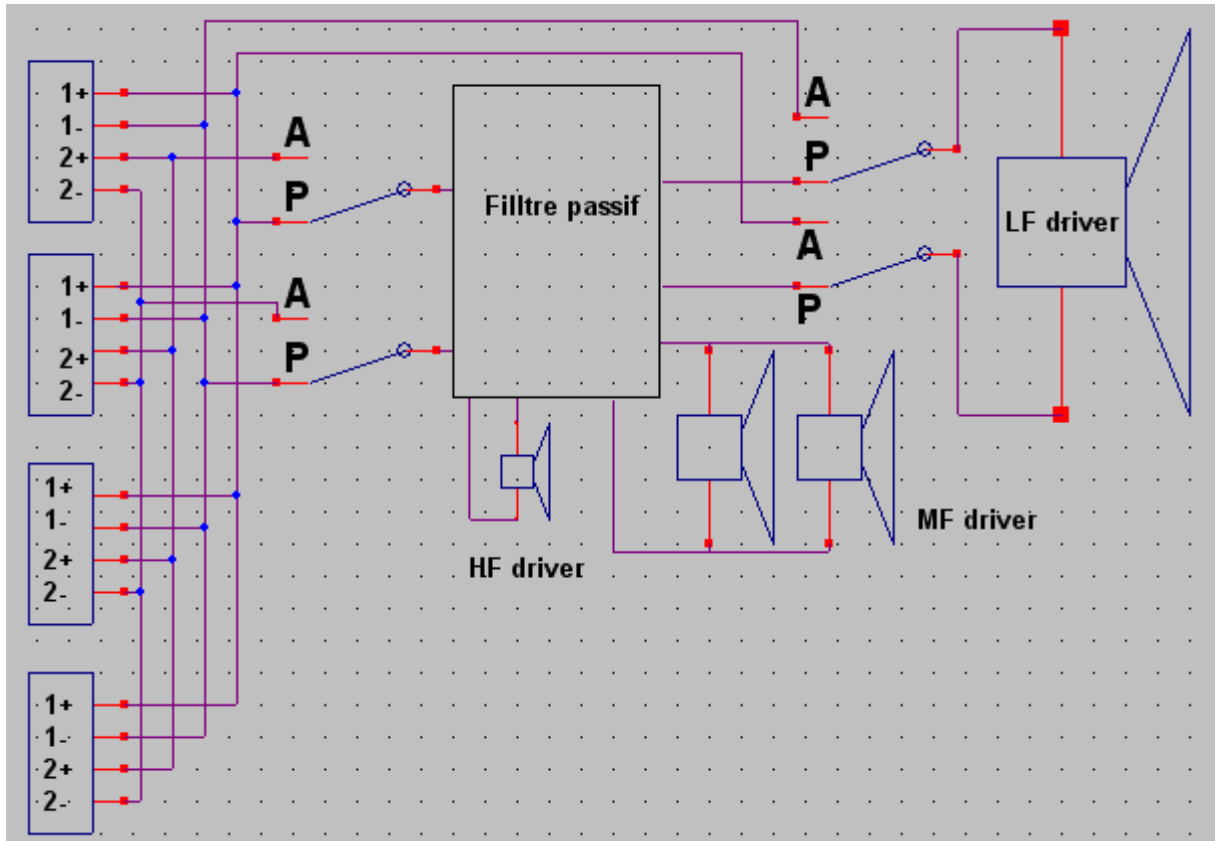 1+
1-
2+
2-
1+
1-
2+
2-
1+
1-
2+
2-
1+
1-
2+
2-
A
P
A
P
Filltre passif
A
P
A
P
LF driver
HF driver
MF driver